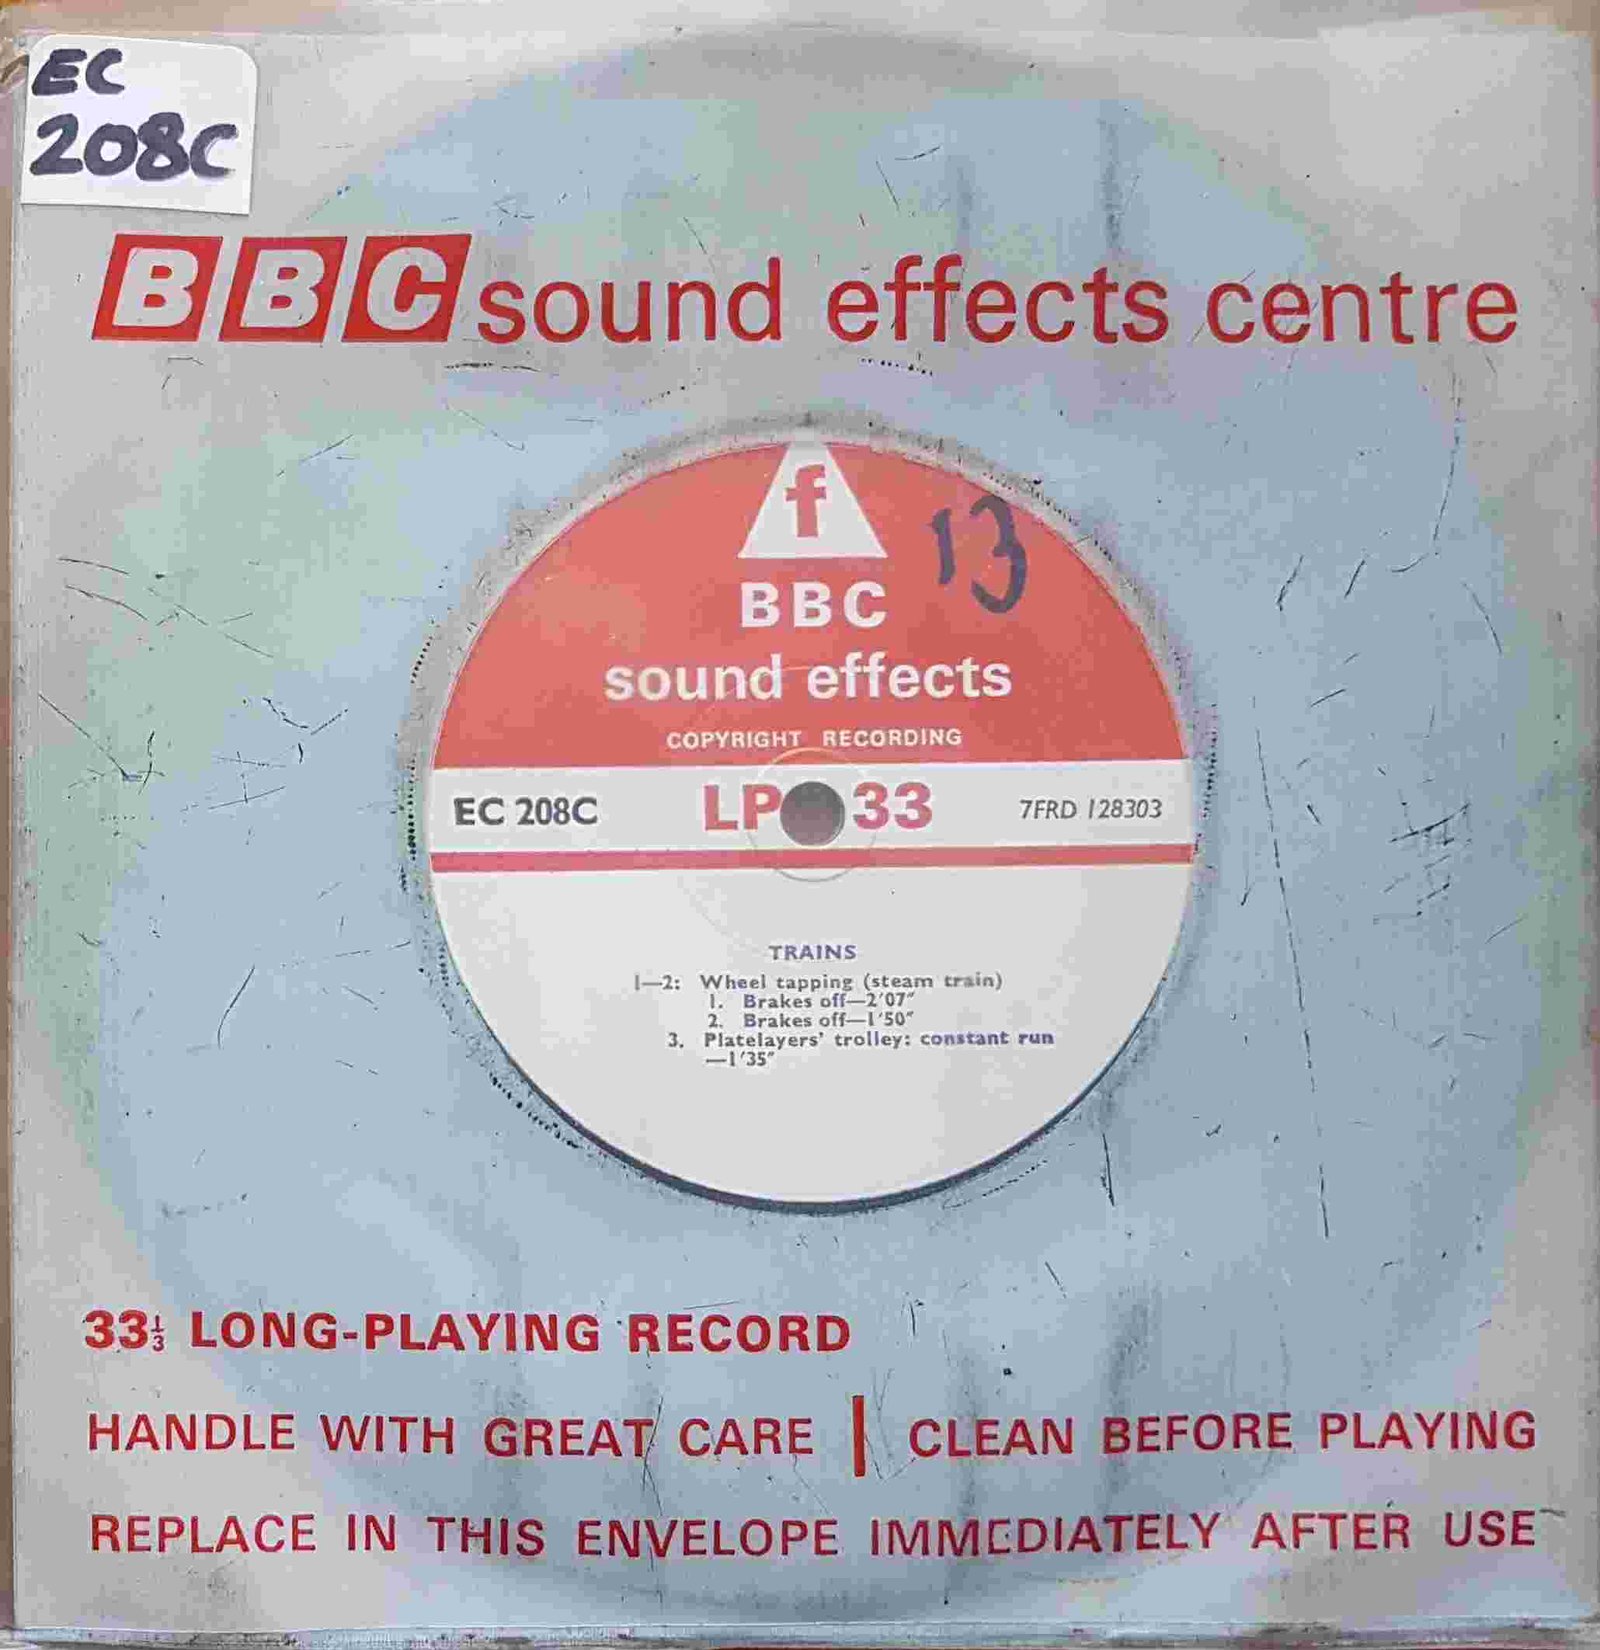 EC
208C
BBC sound effects centre
f
13
BBC
sound effects
COPYRIGHT RECORDING
EC 208C LP 33 7FRD 128303
TRAINS
1—2: Wheel tapping (steam train)
1. Brakes off—2'07"
2. Brakes off—1'50"
3. Platelayers' trolley: constant run
—1'35"
33⅓ LONG-PLAYING RECORD
HANDLE WITH GREAT CARE | CLEAN BEFORE PLAYING
REPLACE IN THIS ENVELOPE IMMEDIATELY AFTER USE